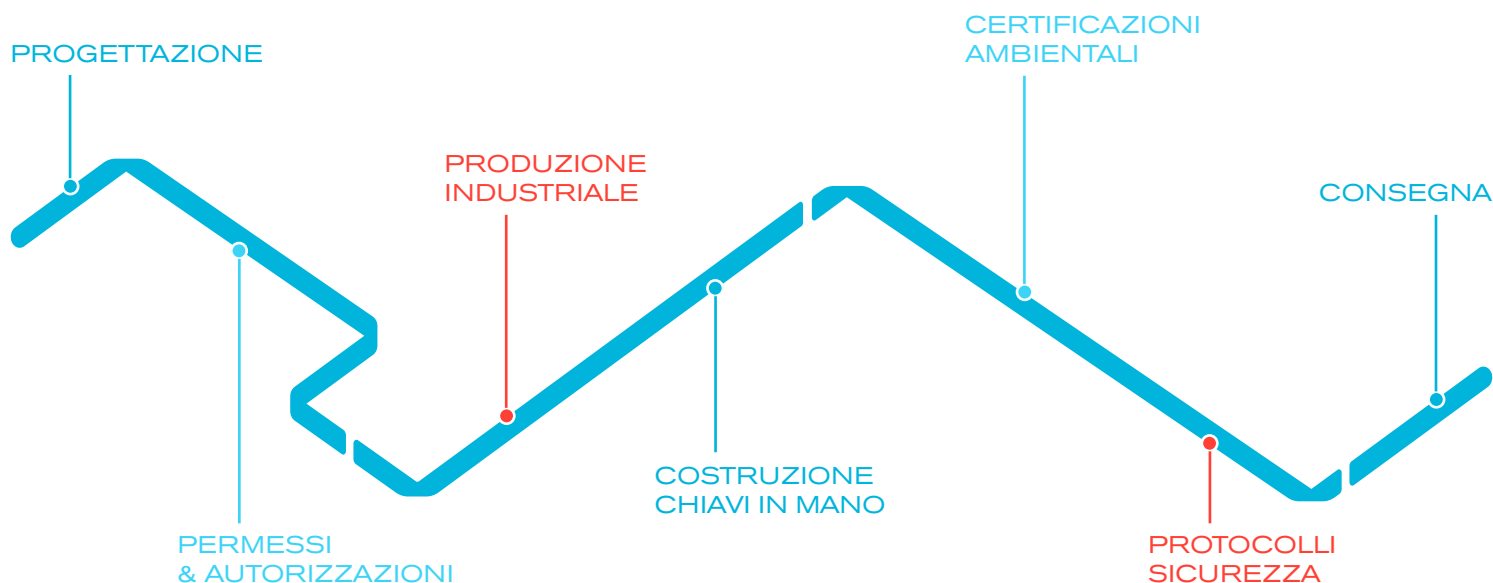 PROGETTAZIONE
PERMESSI
& AUTORIZZAZIONI
PRODUZIONE
INDUSTRIALE
COSTRUZIONE
CHIAVI IN MANO
CERTIFICAZIONI
AMBIENTALI
PROTOCOLLI
SICUREZZA
CONSEGNA